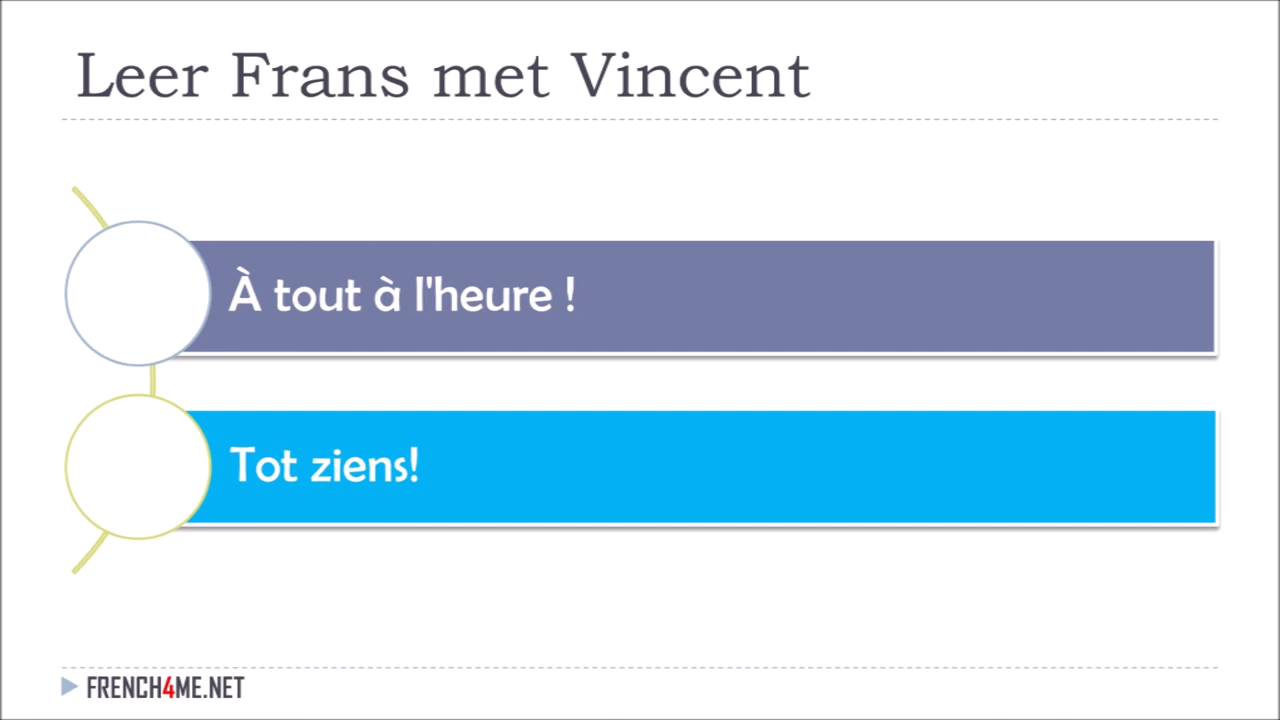 Leer Frans met Vincent
À tout à l'heure !
Tot ziens!
FRENCH4ME.NET